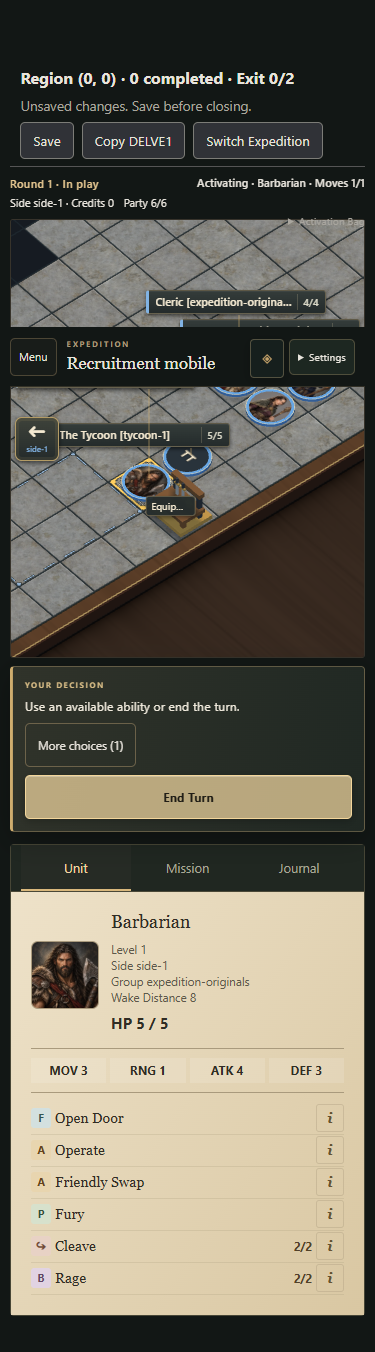 Region (0, 0) · 0 completed · Exit 0/2
Unsaved changes. Save before closing.
Save
Copy DELVE1
Switch Expedition
Round 1 · In play
Activating · Barbarian · Moves 1/1
Side side-1 · Credits 0 Party 6/6
▶ Activation Bag
Cleric [expedition-origina... 4/4
Menu
EXPEDITION
Recruitment mobile
▶ Settings
←
side-1
The Tycoon [tycoon-1] 5/5
Equip...
YOUR DECISION
Use an available ability or end the turn.
More choices (1)
End Turn
Unit
Mission
Journal
Barbarian
Level 1
Side side-1
Group expedition-originals
Wake Distance 8
HP 5 / 5
MOV 3
RNG 1
ATK 4
DEF 3
F Open Door i
A Operate i
A Friendly Swap i
P Fury i
↪ Cleave 2/2 i
B Rage 2/2 i